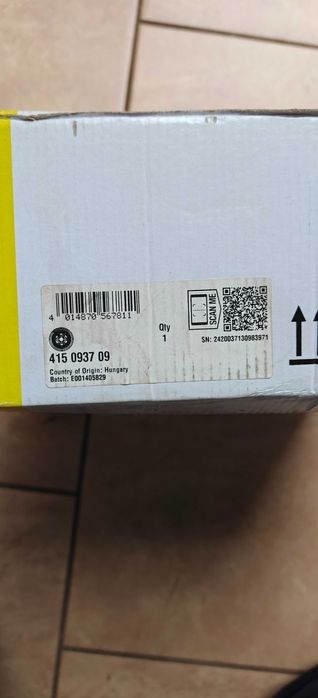 4 014870 567811
Qty
1
SCAN ME
SN: 2420037130983971
415 0937 09
Country of Origin: Hungary
Batch: E001405829